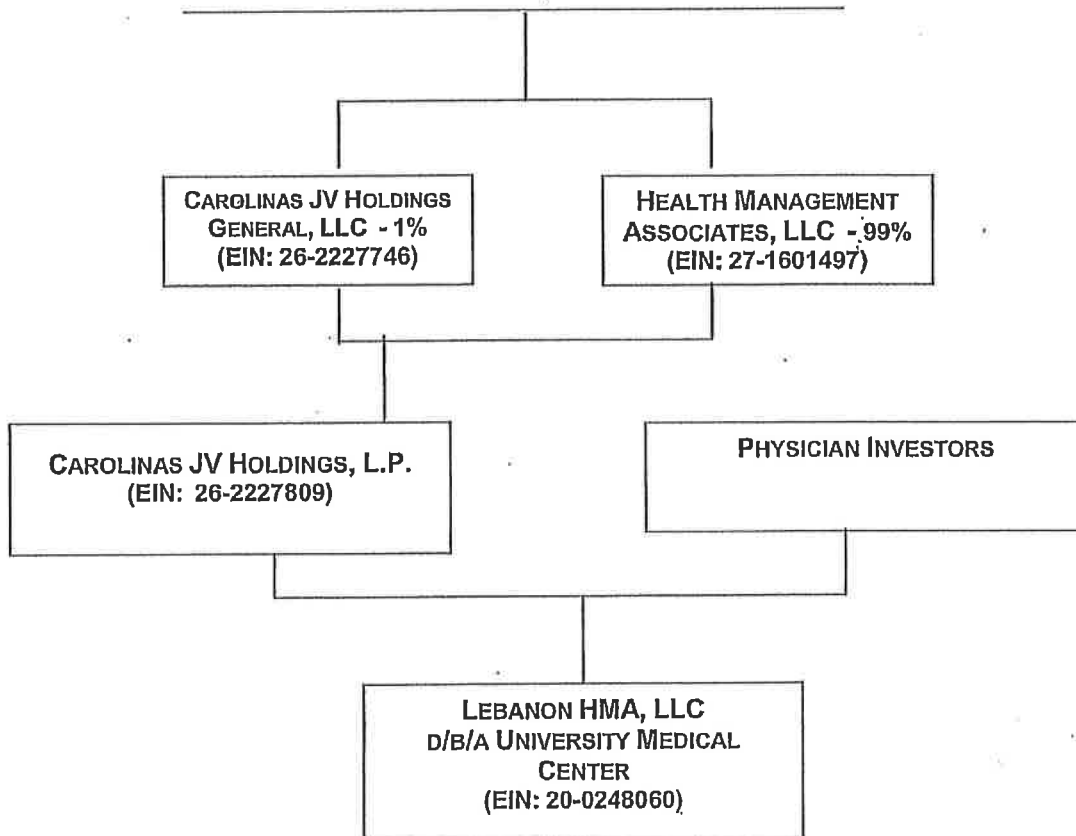 CAROLINAS JV HOLDINGS
GENERAL, LLC - 1%
(EIN: 26-2227746)
HEALTH MANAGEMENT
ASSOCIATES, LLC - 99%
(EIN: 27-1601497)
CAROLINAS JV HOLDINGS, L.P.
(EIN: 26-2227809)
PHYSICIAN INVESTORS
LEBANON HMA, LLC
D/B/A UNIVERSITY MEDICAL
CENTER
(EIN: 20-0248060)